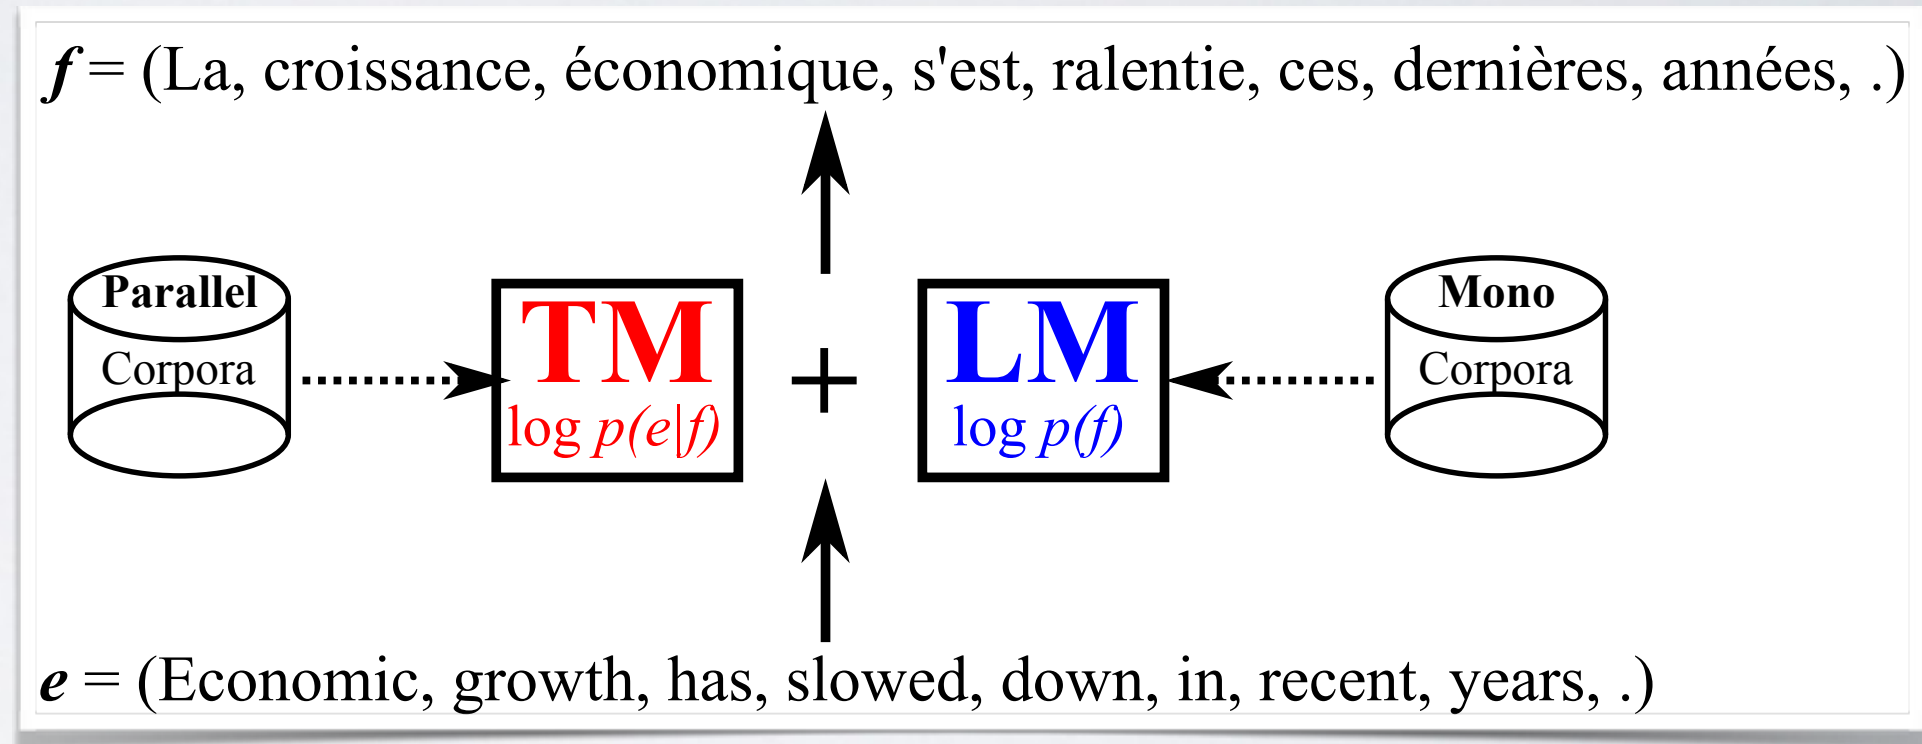 f = (La, croissance, économique, s'est, ralentie, ces, dernières, années, .)
Parallel
Corpora
TM
log p(e|f)
+
LM
log p(f)
Mono
Corpora
e = (Economic, growth, has, slowed, down, in, recent, years, .)